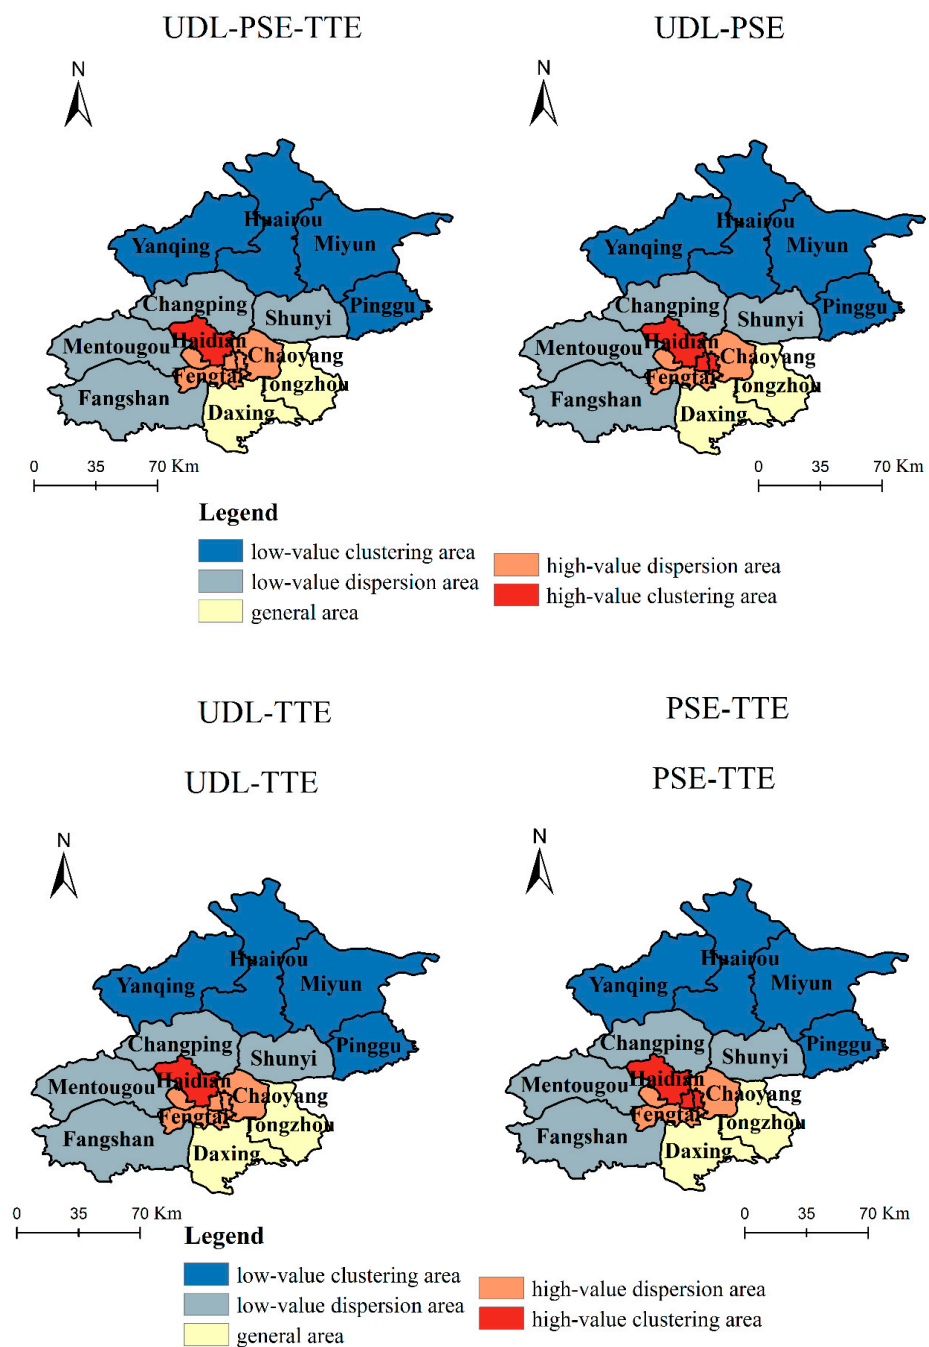 UDL-PSE-TTE
UDL-PSE
N
N
Huairou
Yanqing
Miyun
Changping
Pinggu
Shunyi
Mentougou
Haidian
Chaoyang
Fengtai
Tongzhou
Fangshan
Daxing
Huairou
Yanqing
Miyun
Changping
Pinggu
Shunyi
Mentougou
Haidian
Chaoyang
Fengtai
Tongzhou
Fangshan
Daxing
0 35 70 Km
0 35 70 Km
Legend
low-value clustering area
low-value dispersion area
general area
high-value dispersion area
high-value clustering area
UDL-TTE
PSE-TTE
UDL-TTE
PSE-TTE
N
N
Huairou
Yanqing
Miyun
Changping
Pinggu
Shunyi
Mentougou
Haidian
Chaoyang
Fengtai
Tongzhou
Fangshan
Daxing
Huairou
Yanqing
Miyun
Changping
Pinggu
Shunyi
Mentougou
Haidian
Chaoyang
Fengtai
Tongzhou
Fangshan
Daxing
0 35 70 Km
0 35 70 Km
Legend
low-value clustering area
low-value dispersion area
general area
high-value dispersion area
high-value clustering area